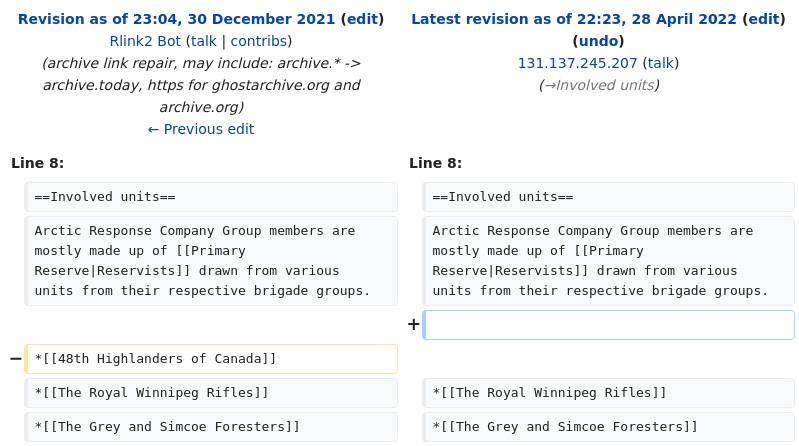 Revision as of 23:04, 30 December 2021 (edit)
Rlink2 Bot (talk | contribs)
(archive link repair, may include: archive.* ->
archive.today, https for ghostarchive.org and
archive.org)
← Previous edit
Latest revision as of 22:23, 28 April 2022 (edit)
(undo)
131.137.245.207 (talk)
(→Involved units)
Line 8:
Line 8:
==Involved units==
==Involved units==
Arctic Response Company Group members are
mostly made up of [[Primary
Reserve|Reservists]] drawn from various
units from their respective brigade groups.
Arctic Response Company Group members are
mostly made up of [[Primary
Reserve|Reservists]] drawn from various
units from their respective brigade groups.
+
− *[[48th Highlanders of Canada]]
*[[The Royal Winnipeg Rifles]]
*[[The Royal Winnipeg Rifles]]
*[[The Grey and Simcoe Foresters]]
*[[The Grey and Simcoe Foresters]]